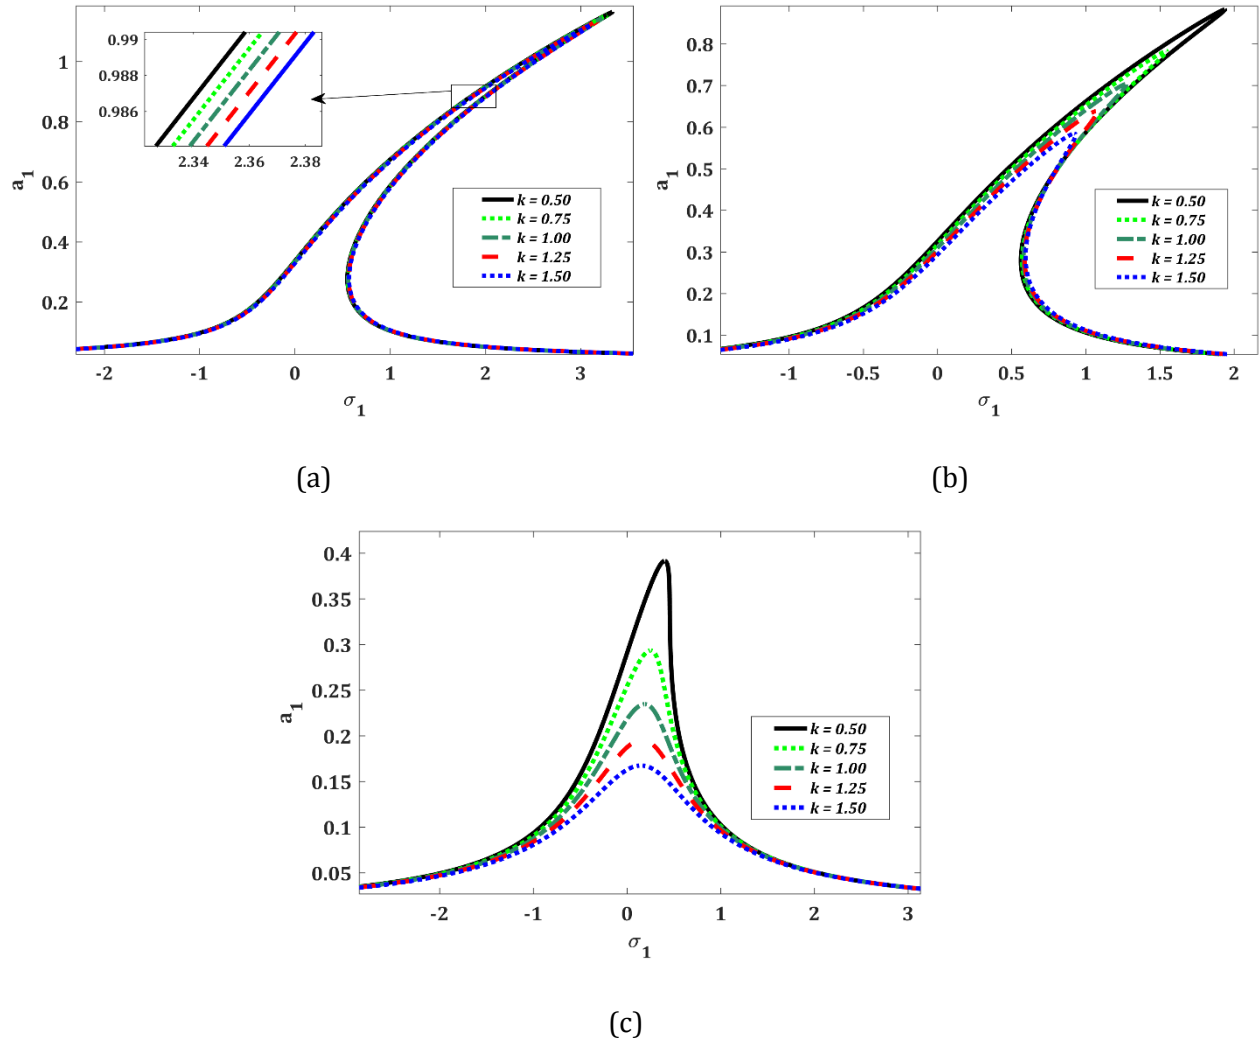 0.99
0.988
0.986
2.34 2.36 2.38
1
0.8
0.6
0.4
0.2
a1
-2 -1 0 1 2 3
σ1
k = 0.50
k = 0.75
k = 1.00
k = 1.25
k = 1.50
(a)
0.8
0.7
0.6
0.5
0.4
0.3
0.2
0.1
a1
-1 -0.5 0 0.5 1 1.5 2
σ1
k = 0.50
k = 0.75
k = 1.00
k = 1.25
k = 1.50
(b)
0.4
0.35
0.3
0.25
0.2
0.15
0.1
0.05
a1
-2 -1 0 1 2 3
σ1
k = 0.50
k = 0.75
k = 1.00
k = 1.25
k = 1.50
(c)